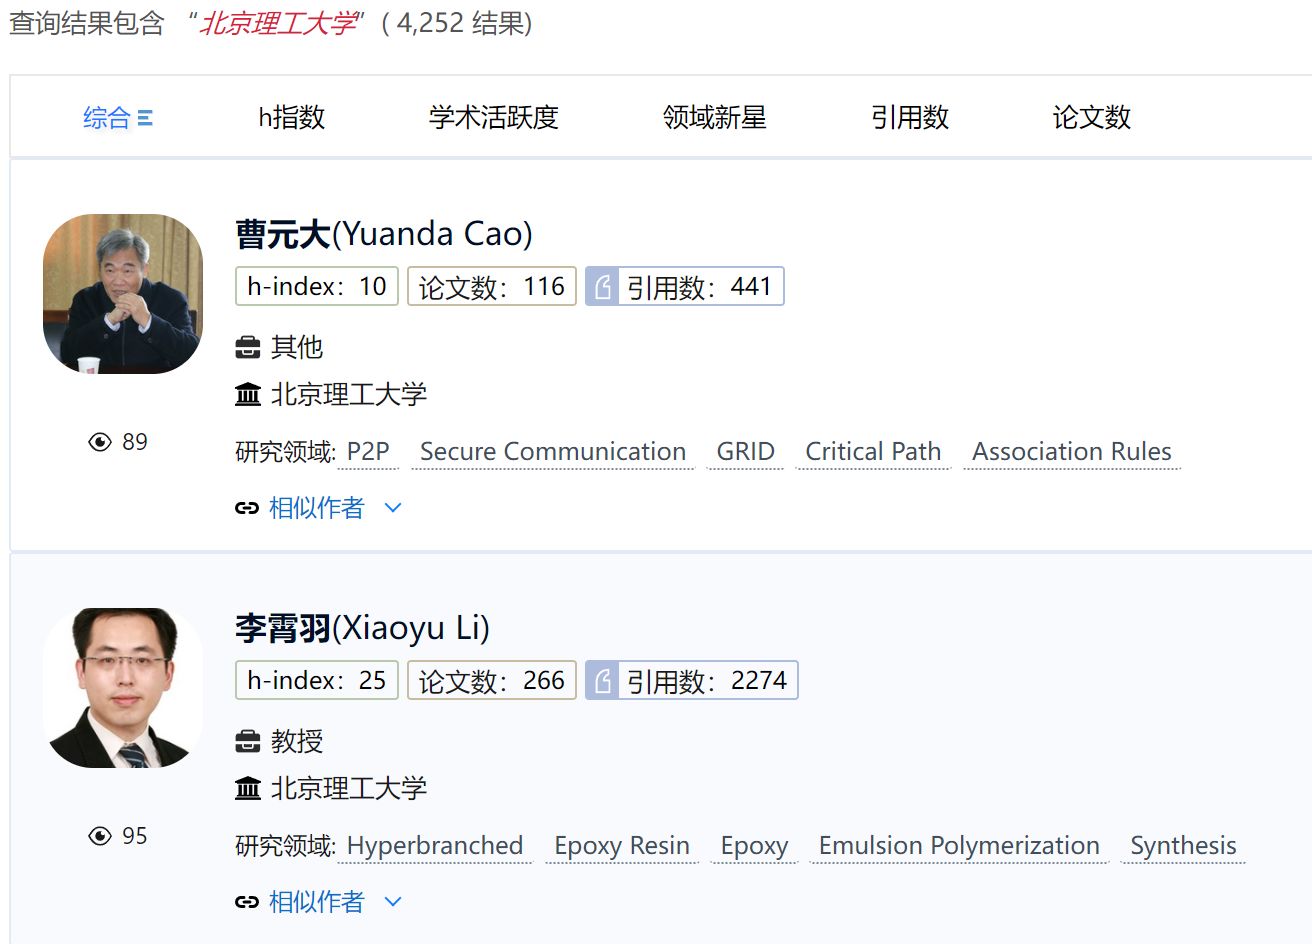 查询结果包含 “北京理工大学” ( 4,252 结果)
综合 h指数 学术活跃度 领域新星 引用数 论文数
曹元大(Yuanda Cao)
h-index：10 论文数：116 引用数：441
其他
北京理工大学
89
研究领域: P2P Secure Communication GRID Critical Path Association Rules
相似作者
李霄羽(Xiaoyu Li)
h-index：25 论文数：266 引用数：2274
教授
北京理工大学
95
研究领域: Hyperbranched Epoxy Resin Epoxy Emulsion Polymerization Synthesis
相似作者